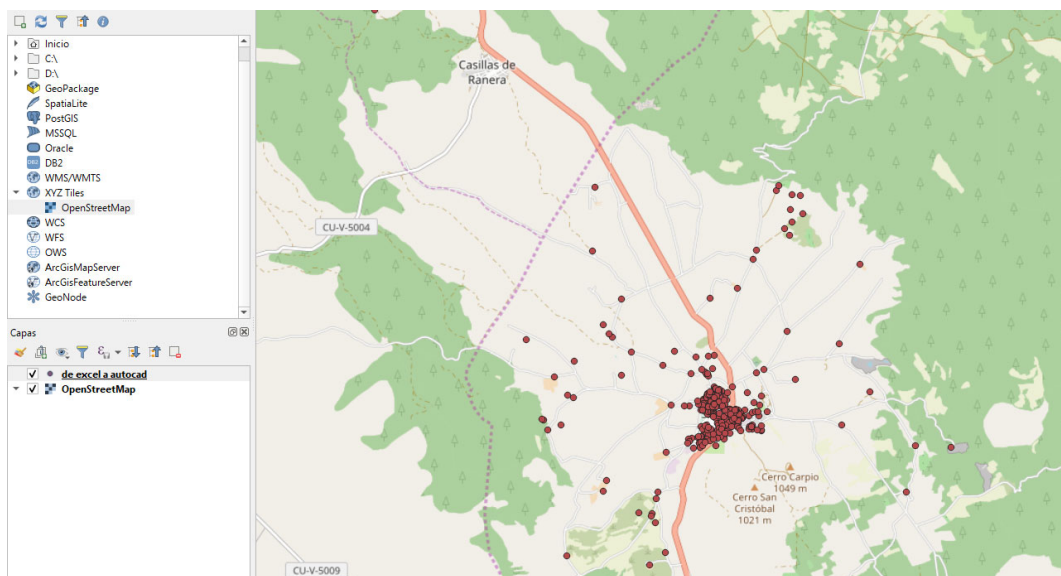 Inicio
C:\
D:\
GeoPackage
SpatiaLite
PostGIS
MSSQL
Oracle
DB2
DB2
WMS/WMTS
XYZ Tiles
OpenStreetMap
WCS
WFS
OWS
ArcGisMapServer
ArcGisFeatureServer
GeoNode
Capas
de excel a autocad
OpenStreetMap
Casillas de
Ranera
CU-V-5004
Cerro Carpio
1049 m
Cerro San
Cristóbal
1021 m
CU-V-5009